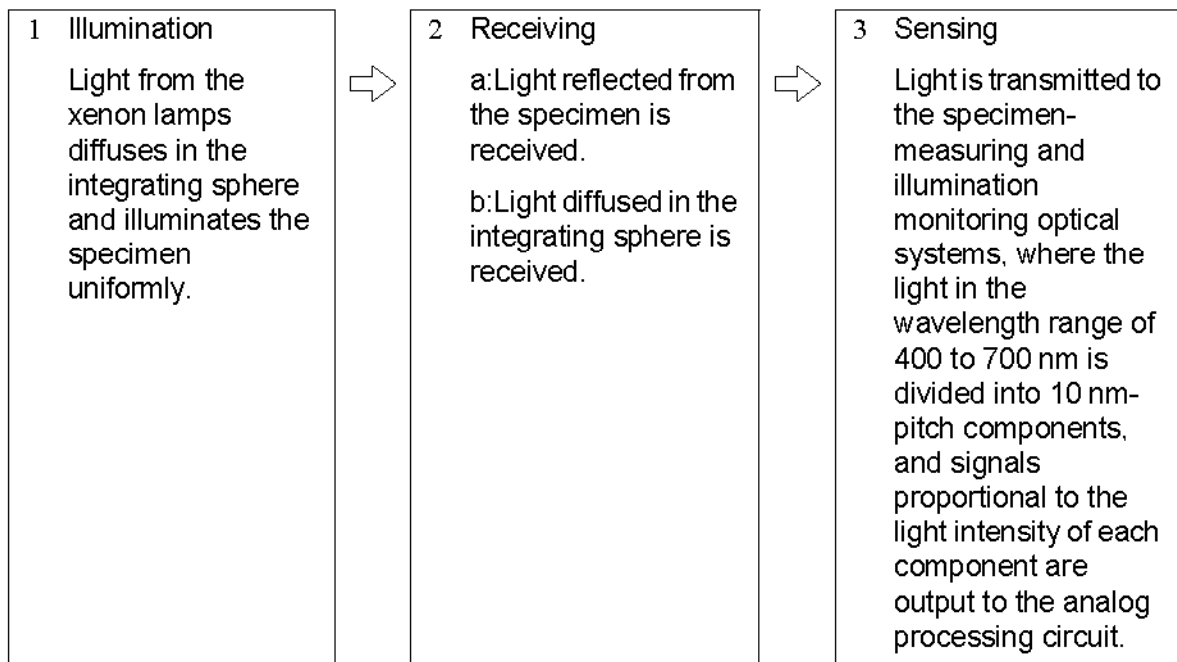 1 Illumination
Light from the
xenon lamps
diffuses in the
integrating sphere
and illuminates the
specimen
uniformly.
2 Receiving
a:Light reflected from
the specimen is
received.
b:Light diffused in the
integrating sphere is
received.
3 Sensing
Light is transmitted to
the specimen-
measuring and
illumination
monitoring optical
systems, where the
light in the
wavelength range of
400 to 700 nm is
divided into 10 nm-
pitch components,
and signals
proportional to the
light intensity of each
component are
output to the analog
processing circuit.